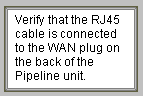 Verify that the RJ45
cable is connected
to the WAN plug on
the back of the
Pipeline unit.